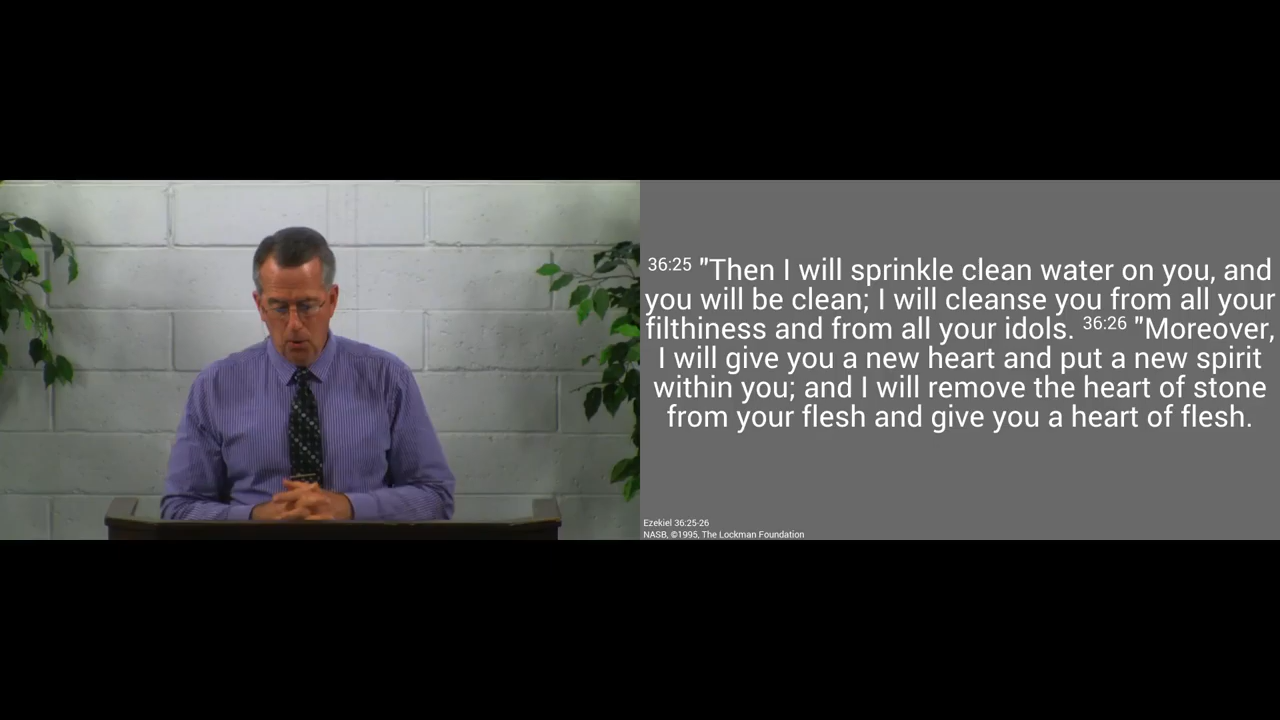 36:25 "Then I will sprinkle clean water on you, and
you will be clean; I will cleanse you from all your
filthiness and from all your idols. 36:26 "Moreover,
I will give you a new heart and put a new spirit
within you; and I will remove the heart of stone
from your flesh and give you a heart of flesh.
Ezekiel 36:25-26
NASB, ©1995, The Lockman Foundation